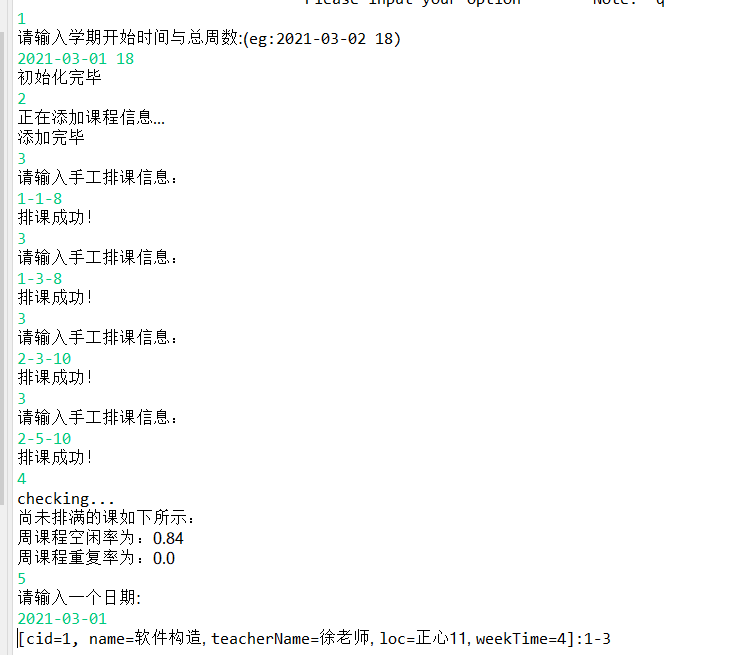 Please input your option Note: q
1
请输入学期开始时间与总周数:(eg:2021-03-02 18)
2021-03-01 18
初始化完毕
2
正在添加课程信息...
添加完毕
3
请输入手工排课信息：
1-1-8
排课成功！
3
请输入手工排课信息：
1-3-8
排课成功！
3
请输入手工排课信息：
2-3-10
排课成功！
3
请输入手工排课信息：
2-5-10
排课成功！
4
checking...
尚未排满的课如下所示：
周课程空闲率为：0.84
周课程重复率为：0.0
5
请输入一个日期:
2021-03-01
[cid=1, name=软件构造,teacherName=徐老师,loc=正心11,weekTime=4]:1-3